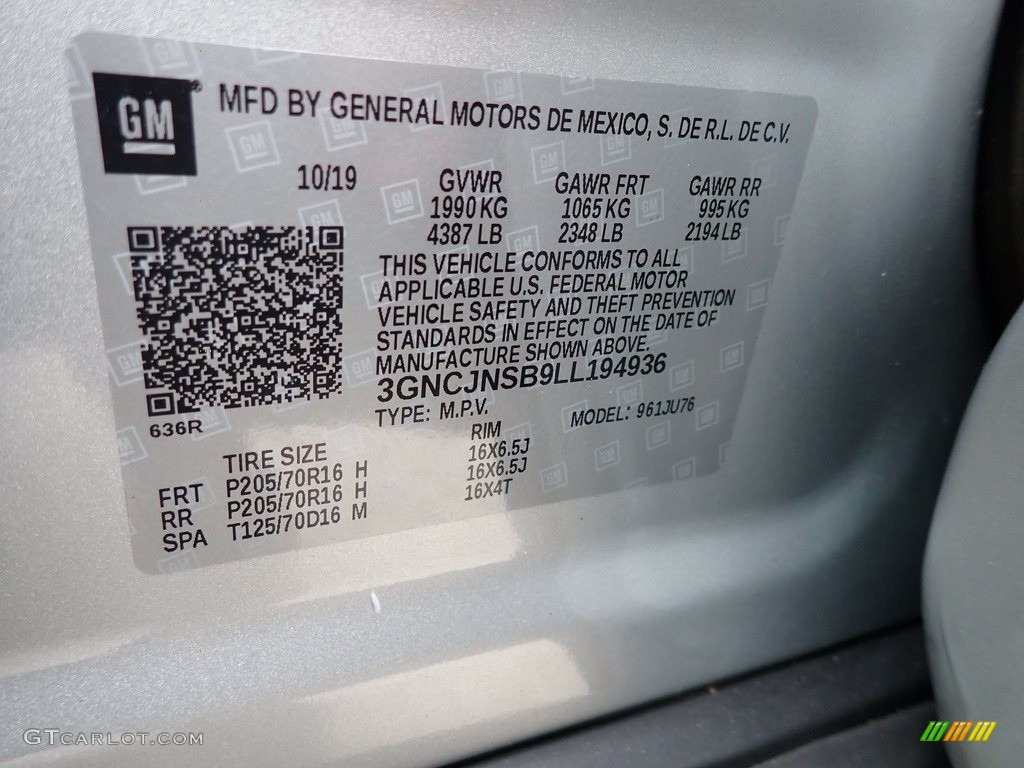 GM
MFD BY GENERAL MOTORS DE MEXICO, S. DE R.L. DE C.V.
10/19 GVWR GAWR FRT GAWR RR
1990 KG 1065 KG 995 KG
4387 LB 2348 LB 2194 LB
THIS VEHICLE CONFORMS TO ALL
APPLICABLE U.S. FEDERAL MOTOR
VEHICLE SAFETY AND THEFT PREVENTION
STANDARDS IN EFFECT ON THE DATE OF
MANUFACTURE SHOWN ABOVE.
3GNCJNSB9LL194936
TYPE: M.P.V. MODEL: 961JU76
636R
TIRE SIZE RIM
FRT P205/70R16 H 16X6.5J
RR P205/70R16 H 16X6.5J
SPA T125/70D16 M 16X4T
GTCARLOT.COM